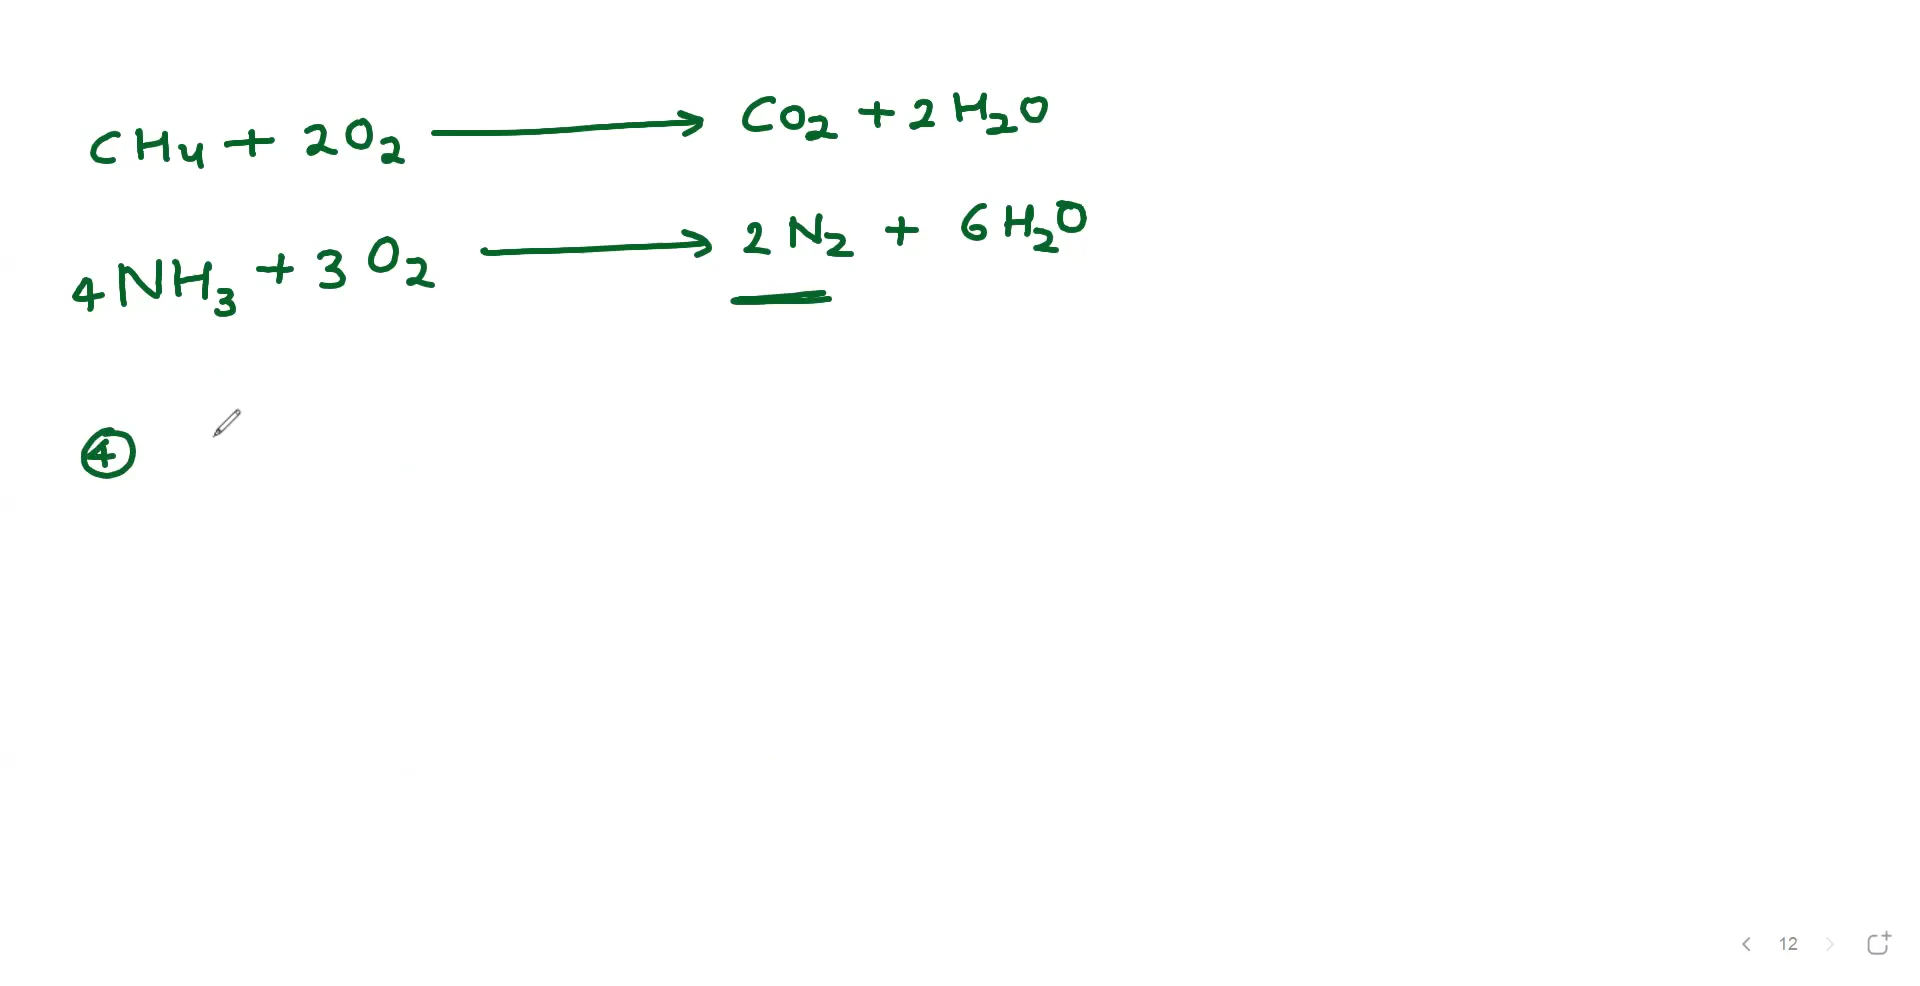 CH4 + 2O2 ⟶ CO2 + 2H2O
4NH3 + 3O2 ⟶ 2N2 + 6H2O
4
12